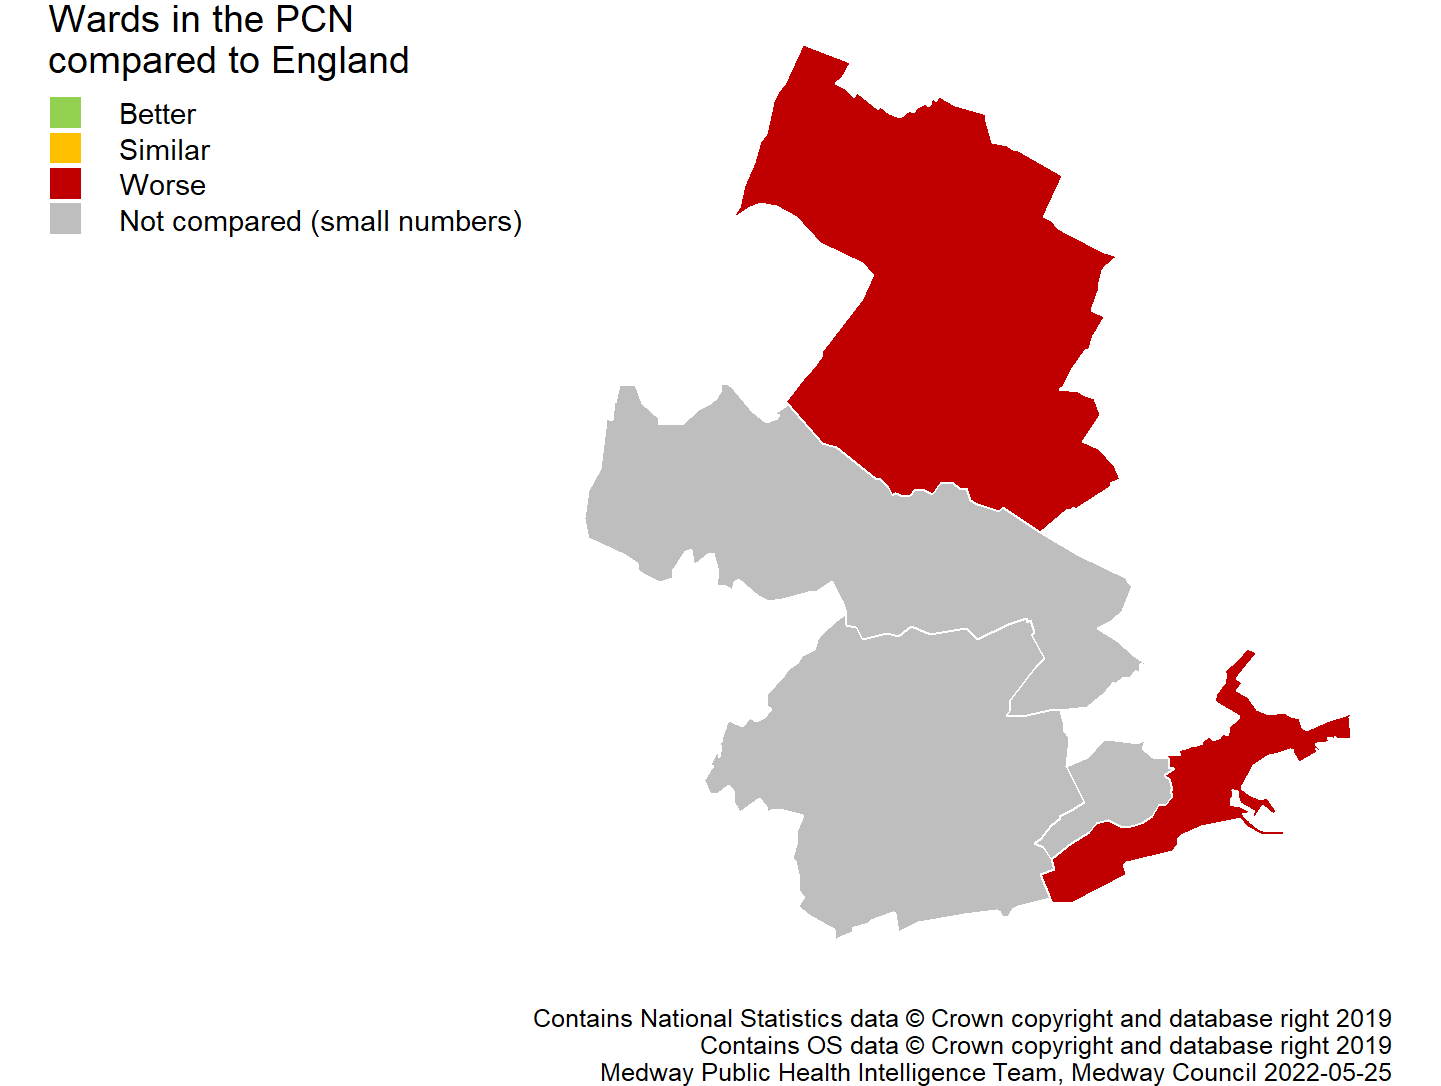 Wards in the PCN
compared to England
Better
Similar
Worse
Not compared (small numbers)
Contains National Statistics data © Crown copyright and database right 2019
Contains OS data © Crown copyright and database right 2019
Medway Public Health Intelligence Team, Medway Council 2022-05-25